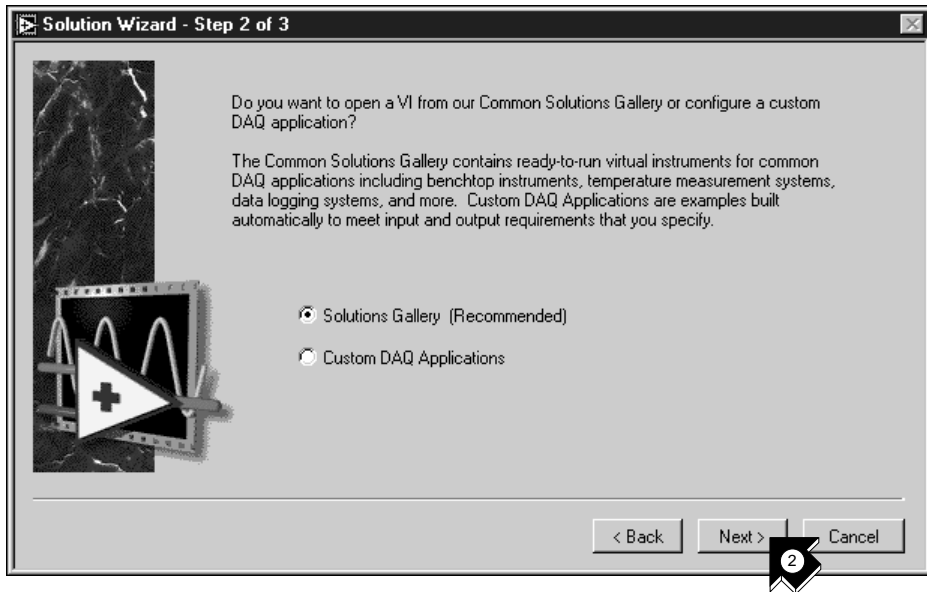 Solution Wizard - Step 2 of 3
Do you want to open a VI from our Common Solutions Gallery or configure a custom
DAQ application?
The Common Solutions Gallery contains ready-to-run virtual instruments for common
DAQ applications including benchtop instruments, temperature measurement systems,
data logging systems, and more.  Custom DAQ Applications are examples built
automatically to meet input and output requirements that you specify.
Solutions Gallery  (Recommended)
Custom DAQ Applications
< Back
Next >
Cancel
2